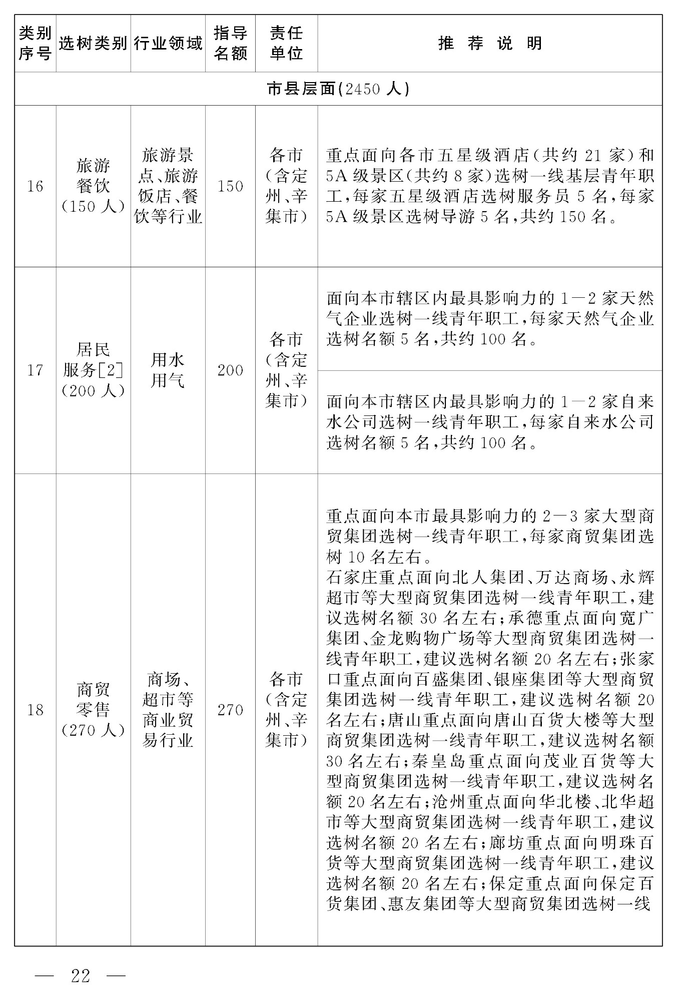 类别
序号
选树类别
行业领域
指导
名额
责任
单位
推 荐 说 明
市县层面(2450 人)
16
旅游
餐饮
(150 人)
旅游景
点、旅游
饭店、餐
饮等行业
150
各市
(含定
州、辛
集市)
重点面向各市五星级酒店(共约 21 家)和
5A 级景区(共约 8 家)选树一线基层青年职
工,每家五星级酒店选树服务员 5 名,每家
5A 级景区选树导游 5 名,共约 150 名。
17
居民
服务[2]
(200 人)
用水
用气
200
各市
(含定
州、辛
集市)
面向本市辖区内最具影响力的 1—2 家天然
气企业选树一线青年职工,每家天然气企业
选树名额 5 名,共约 100 名。
面向本市辖区内最具影响力的 1—2 家自来
水公司选树一线青年职工,每家自来水公司
选树名额 5 名,共约 100 名。
18
商贸
零售
(270 人)
商场、
超市等
商业贸
易行业
270
各市
(含定
州、辛
集市)
重点面向本市最具影响力的 2—3 家大型商
贸集团选树一线青年职工,每家商贸集团选
树 10 名左右。
石家庄重点面向北人集团、万达商场、永辉
超市等大型商贸集团选树一线青年职工,建
议选树名额 30 名左右;承德重点面向宽广
集团、金龙购物广场等大型商贸集团选树一
线青年职工,建议选树名额 20 名左右;张家
口重点面向百盛集团、银座集团等大型商贸
集团选树一线青年职工,建议选树名额 20
名左右;唐山重点面向唐山百货大楼等大型
商贸集团选树一线青年职工,建议选树名额
30 名左右;秦皇岛重点面向茂业百货等大
型商贸集团选树一线青年职工,建议选树名
额 20 名左右;沧州重点面向华北楼、北华超
市等大型商贸集团选树一线青年职工,建议
选树名额 20 名左右;廊坊重点面向明珠百
货等大型商贸集团选树一线青年职工,建议
选树名额 20 名左右;保定重点面向保定百
货集团、惠友集团等大型商贸集团选树一线
— 22 —